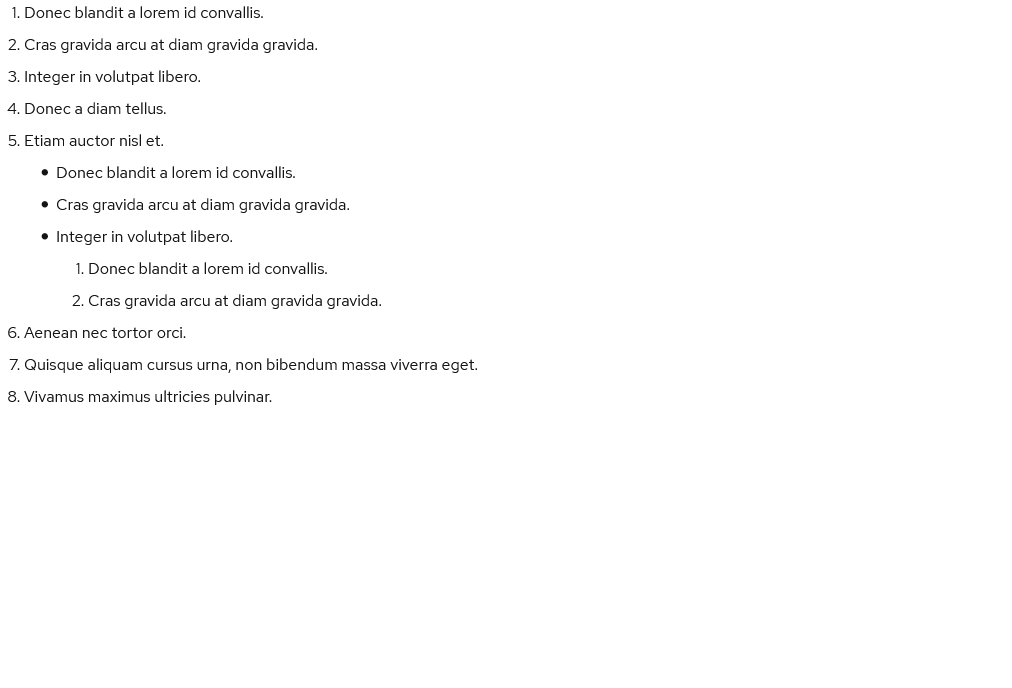 1. Donec blandit a lorem id convallis.
2. Cras gravida arcu at diam gravida gravida.
3. Integer in volutpat libero.
4. Donec a diam tellus.
5. Etiam auctor nisl et.
• Donec blandit a lorem id convallis.
• Cras gravida arcu at diam gravida gravida.
• Integer in volutpat libero.
1. Donec blandit a lorem id convallis.
2. Cras gravida arcu at diam gravida gravida.
6. Aenean nec tortor orci.
7. Quisque aliquam cursus urna, non bibendum massa viverra eget.
8. Vivamus maximus ultricies pulvinar.